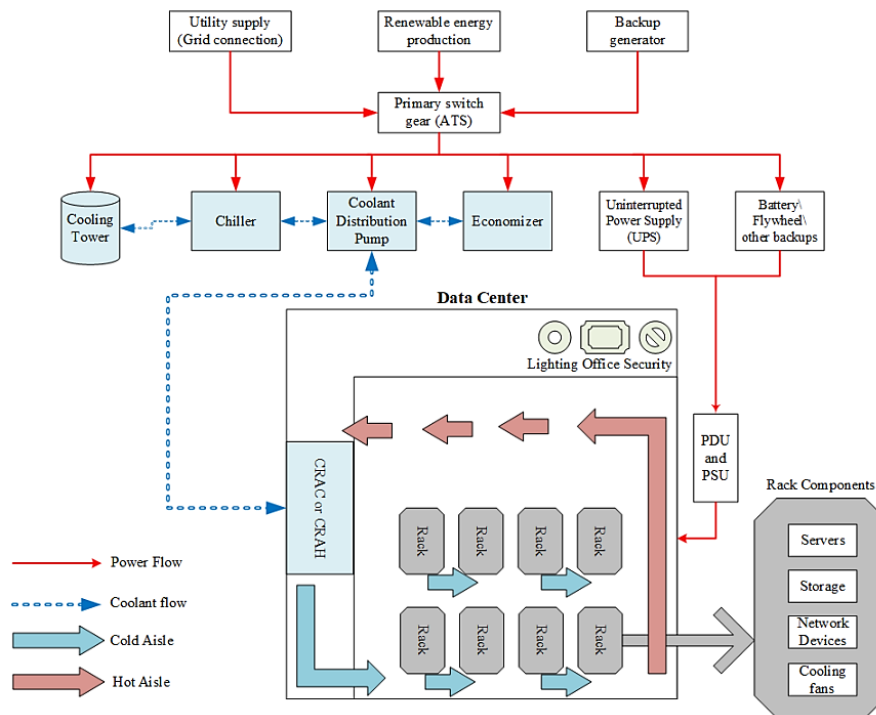 Utility supply
(Grid connection)
Renewable energy
production
Backup
generator
Primary switch
gear (ATS)
Cooling
Tower
Chiller
Coolant
Distribution
Pump
Economizer
Uninterrupted
Power Supply
(UPS)
Battery\
Flywheel\
other backups
Data Center
Lighting Office Security
PDU
and
PSU
CRAC or CRAH
Rack Components
Rack
Rack
Rack
Rack
Servers
Storage
Network
Devices
Cooling
fans
Rack
Rack
Rack
Rack
Power Flow
Coolant flow
Cold Aisle
Hot Aisle